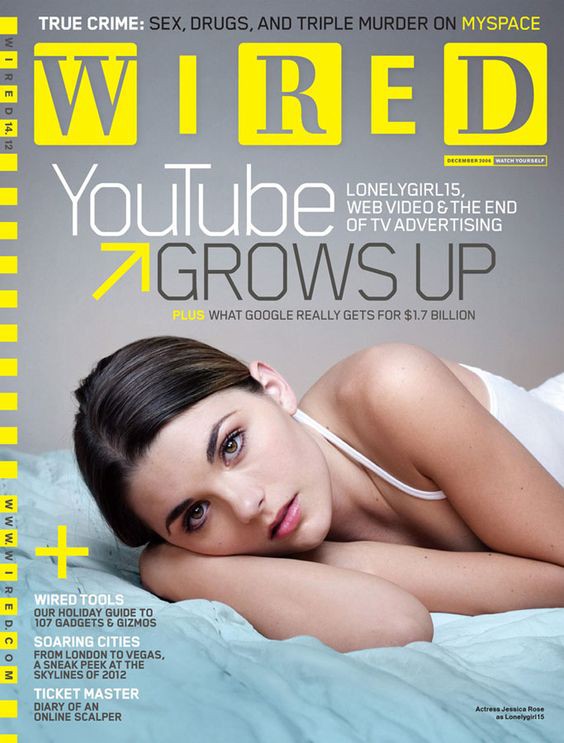 TRUE CRIME: SEX, DRUGS, AND TRIPLE MURDER ON MYSPACE
WIRED
DECEMBER 2006 WATCH YOURSELF
WIRED 14.12
YouTube
LONELYGIRL15,
WEB VIDEO & THE END
OF TV ADVERTISING
GROWS UP
PLUS WHAT GOOGLE REALLY GETS FOR $1.7 BILLION
+
WIRED TOOLS
OUR HOLIDAY GUIDE TO
107 GADGETS & GIZMOS
SOARING CITIES
FROM LONDON TO VEGAS,
A SNEAK PEEK AT THE
SKYLINES OF 2012
TICKET MASTER
DIARY OF AN
ONLINE SCALPER
WWW.WIRED.COM
Actress Jessica Rose
as Lonelygirl15